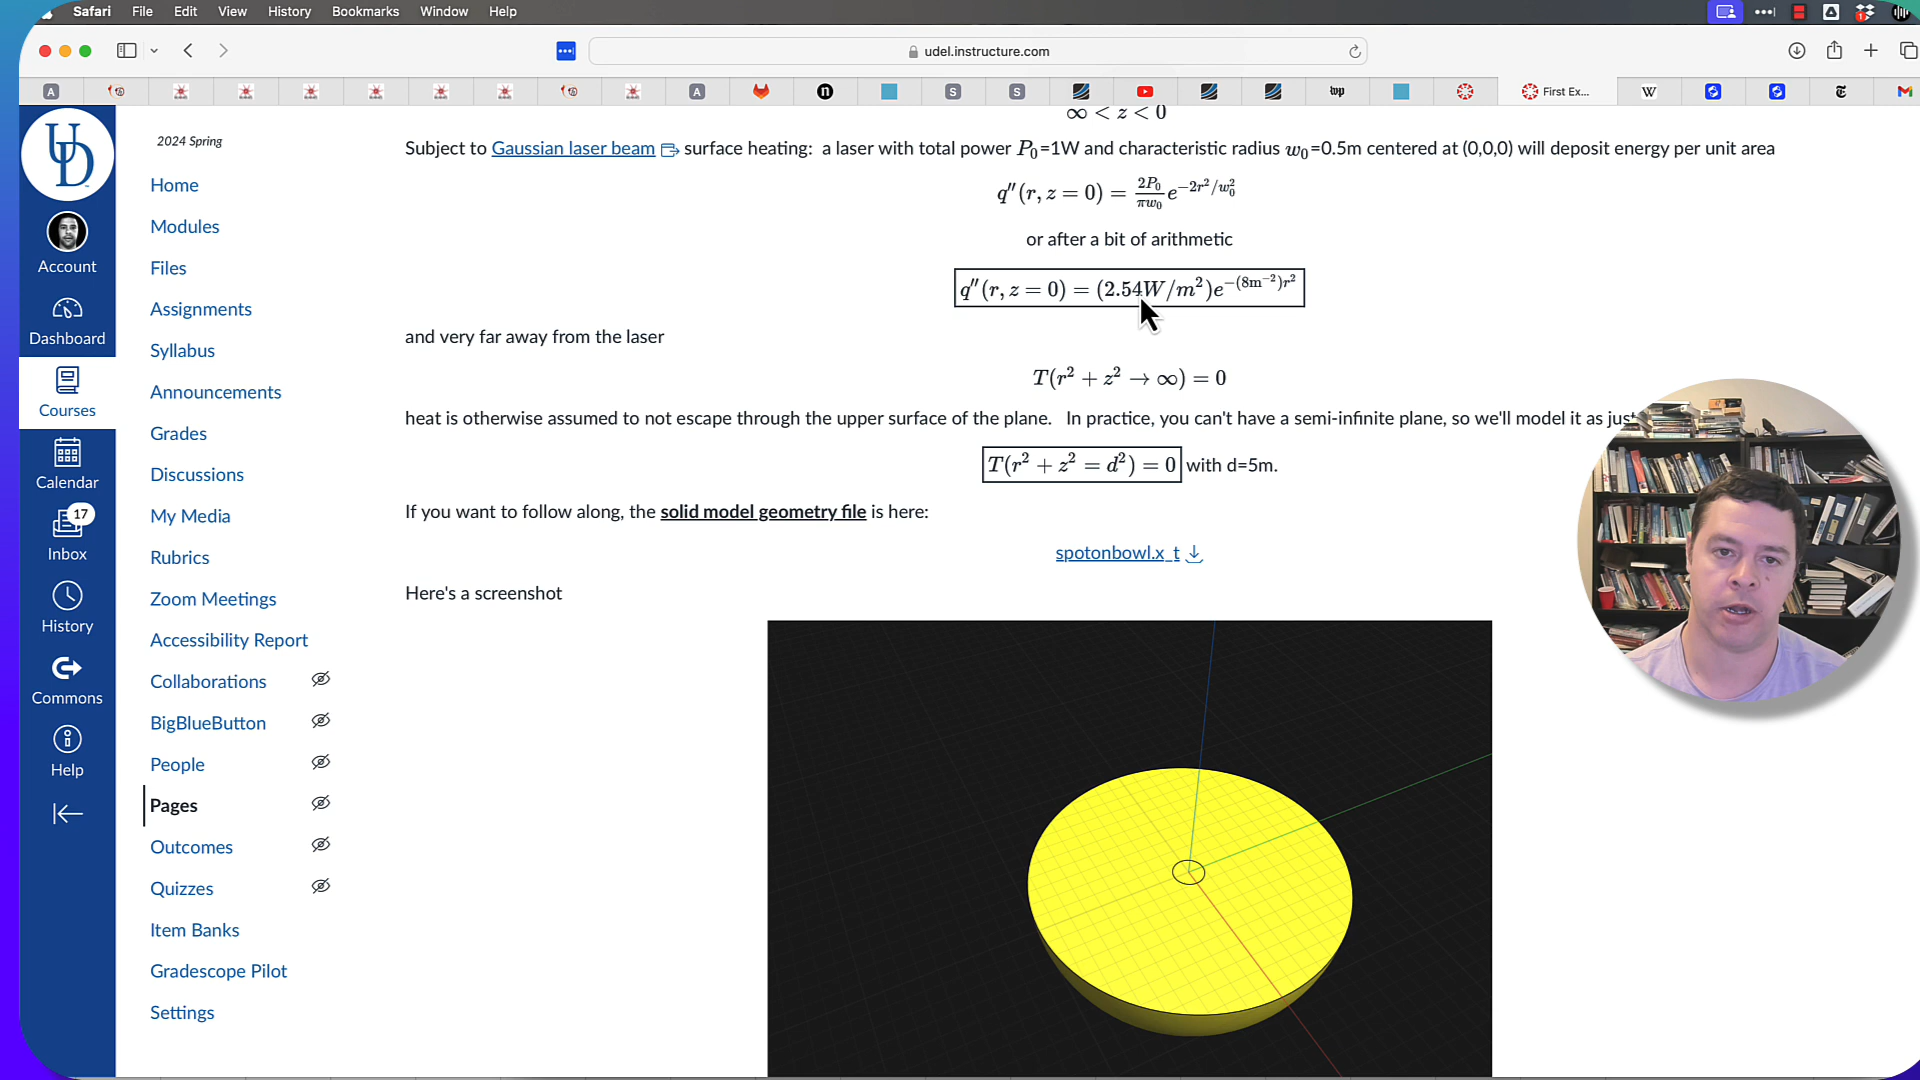 Safari File Edit View History Bookmarks Window Help
udel.instructure.com
A n A S S wp First Ex... W
UD
Account
Dashboard
Courses
Calendar
17
Inbox
History
Commons
Help
2024 Spring
Home
Modules
Files
Assignments
Syllabus
Announcements
Grades
Discussions
My Media
Rubrics
Zoom Meetings
Accessibility Report
Collaborations
BigBlueButton
People
Pages
Outcomes
Quizzes
Item Banks
Gradescope Pilot
Settings
∞ < z < 0
Subject to Gaussian laser beam surface heating: a laser with total power P₀=1W and characteristic radius w₀=0.5m centered at (0,0,0) will deposit energy per unit area
q″(r, z = 0) = 2P₀/πw₀ e^(−2r²/w₀²)
or after a bit of arithmetic
q″(r, z = 0) = (2.54W/m²)e^(−(8m⁻²)r²)
and very far away from the laser
T(r² + z² → ∞) = 0
heat is otherwise assumed to not escape through the upper surface of the plane. In practice, you can't have a semi-infinite plane, so we'll model it as just
T(r² + z² = d²) = 0 with d=5m.
If you want to follow along, the solid model geometry file is here:
spotonbowl.x_t
Here's a screenshot